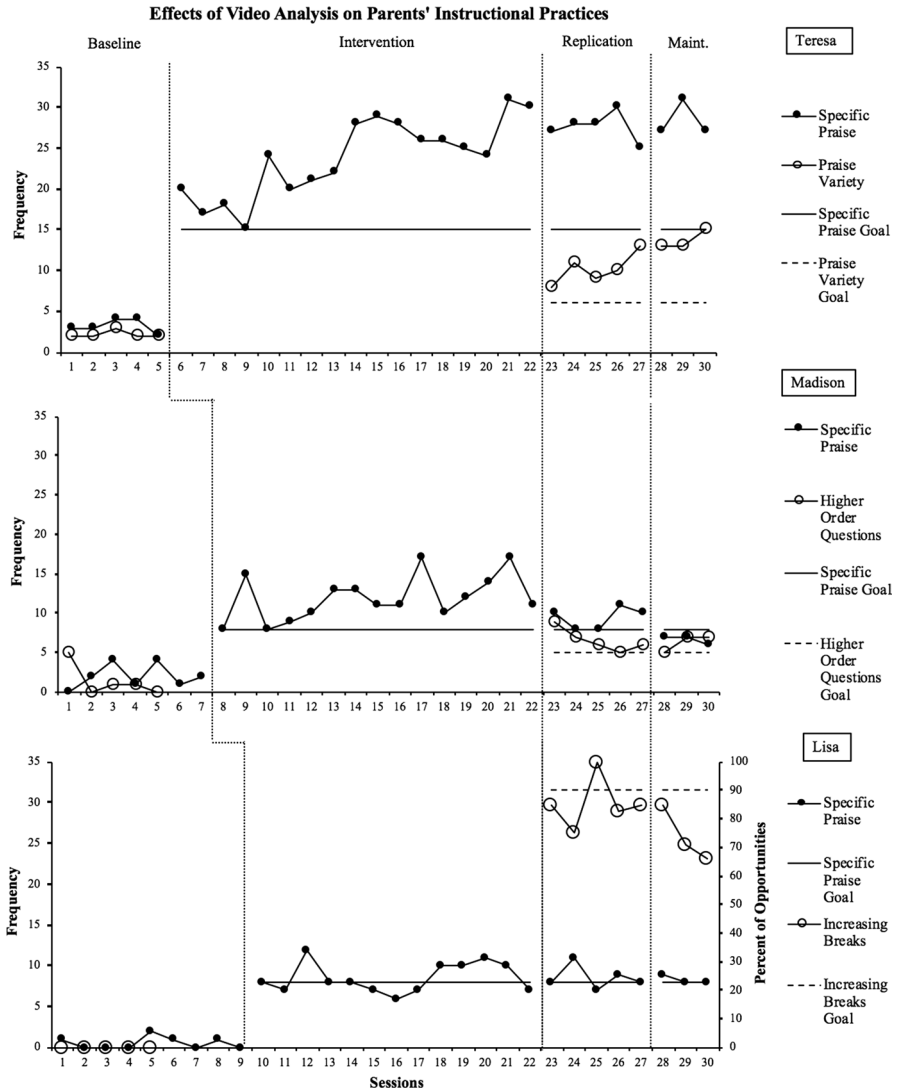 Effects of Video Analysis on Parents' Instructional Practices
Baseline
Intervention
Replication
Maint.
Teresa
35
30
25
20
15
10
5
0
Frequency
1 2 3 4 5 6 7 8 9 10 11 12 13 14 15 16 17 18 19 20 21 22 23 24 25 26 27 28 29 30
Specific
Praise
Praise
Variety
Specific
Praise Goal
Praise
Variety
Goal
Madison
35
30
25
20
15
10
5
0
Frequency
1 2 3 4 5 6 7 8 9 10 11 12 13 14 15 16 17 18 19 20 21 22 23 24 25 26 27 28 29 30
Specific
Praise
Higher
Order
Questions
Specific
Praise Goal
Higher
Order
Questions
Goal
Lisa
35
30
25
20
15
10
5
0
Frequency
1 2 3 4 5 6 7 8 9 10 11 12 13 14 15 16 17 18 19 20 21 22 23 24 25 26 27 28 29 30
Sessions
100
90
80
70
60
50
40
30
20
10
0
Percent of Opportunities
Specific
Praise
Specific
Praise
Goal
Increasing
Breaks
Increasing
Breaks
Goal